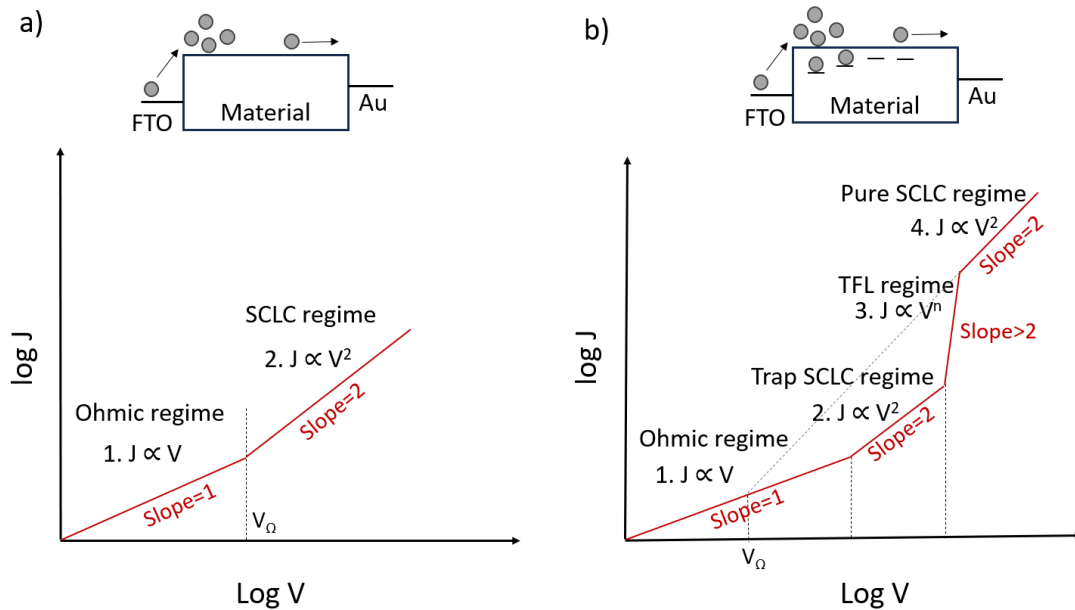 a)
FTO
Material
Au
log J
SCLC regime
2. J ∝ V²
Slope=2
Ohmic regime
1. J ∝ V
Slope=1
V_Ω
Log V
b)
FTO
Material
Au
log J
Pure SCLC regime
4. J ∝ V²
Slope=2
TFL regime
3. J ∝ Vⁿ
Slope>2
Trap SCLC regime
2. J ∝ V²
Slope=2
Ohmic regime
1. J ∝ V
Slope=1
V_Ω
Log V